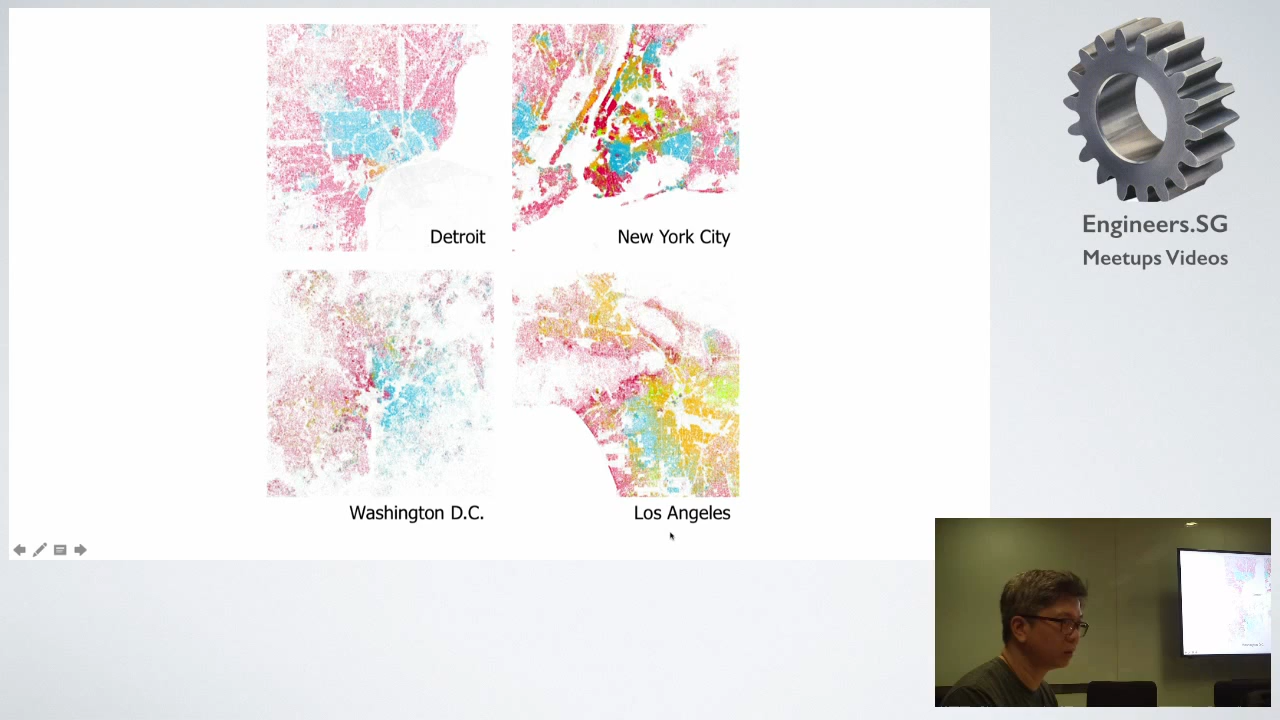 Detroit
New York City
Washington D.C.
Los Angeles
Engineers.SG
Meetups Videos